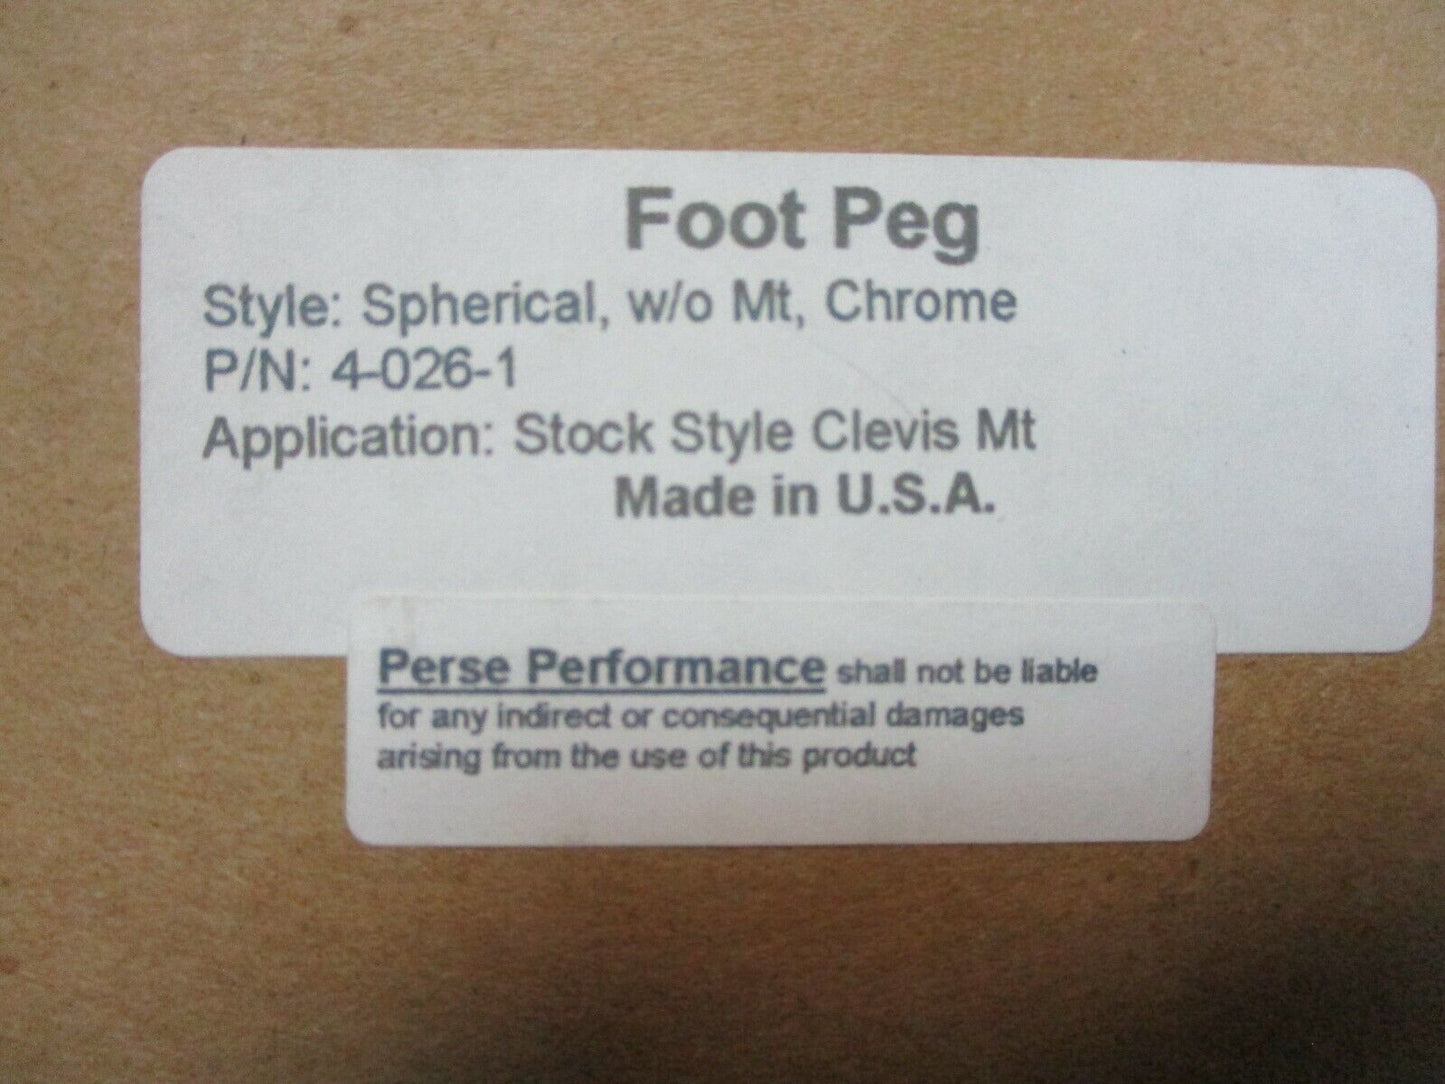 Foot Peg
Style: Spherical, w/o Mt, Chrome
P/N: 4-026-1
Application: Stock Style Clevis Mt
Made in U.S.A.
Perse Performance shall not be liable
for any indirect or consequential damages
arising from the use of this product